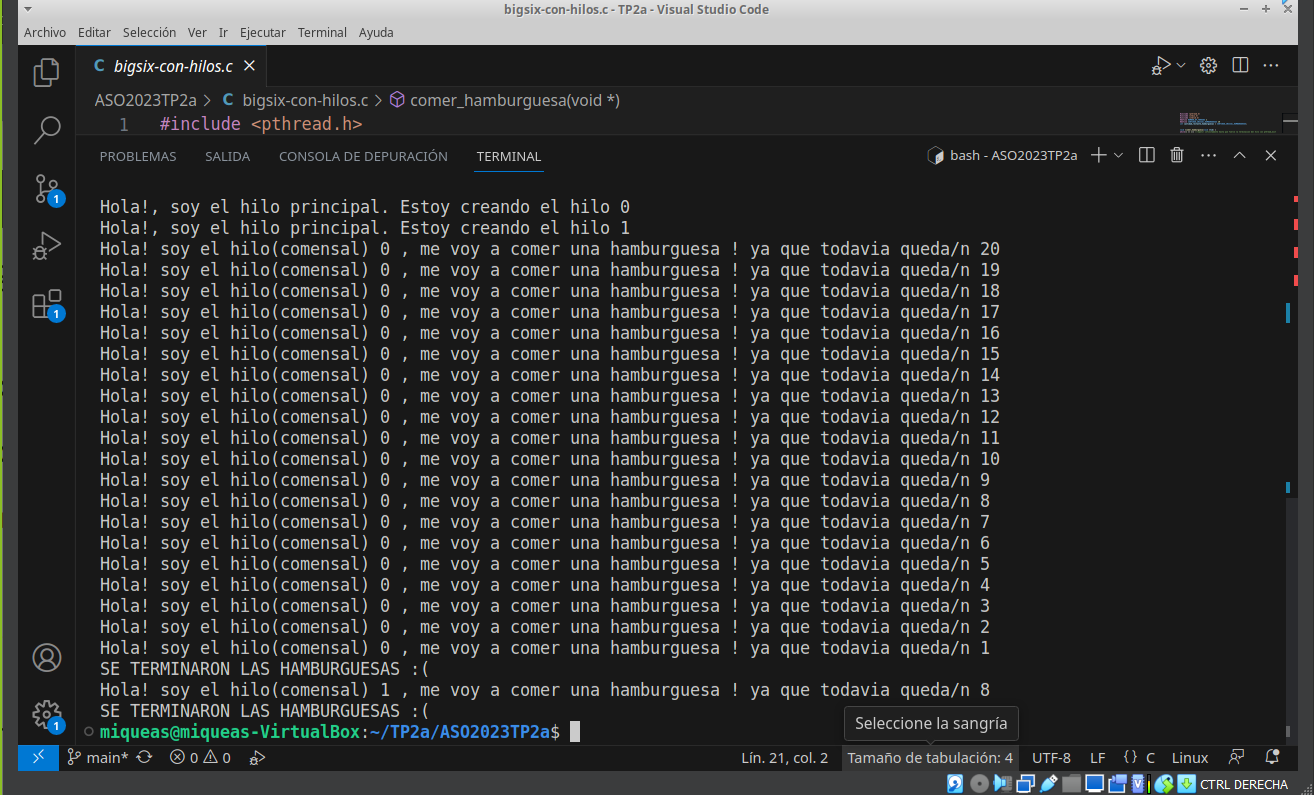 bigsix-con-hilos.c - TP2a - Visual Studio Code
Archivo Editar Selección Ver Ir Ejecutar Terminal Ayuda
C bigsix-con-hilos.c
ASO2023TP2a > C bigsix-con-hilos.c > comer_hamburguesa(void *)
1 #include <pthread.h>
PROBLEMAS SALIDA CONSOLA DE DEPURACIÓN TERMINAL bash - ASO2023TP2a
Hola!, soy el hilo principal. Estoy creando el hilo 0
Hola!, soy el hilo principal. Estoy creando el hilo 1
Hola! soy el hilo(comensal) 0 , me voy a comer una hamburguesa ! ya que todavia queda/n 20
Hola! soy el hilo(comensal) 0 , me voy a comer una hamburguesa ! ya que todavia queda/n 19
Hola! soy el hilo(comensal) 0 , me voy a comer una hamburguesa ! ya que todavia queda/n 18
Hola! soy el hilo(comensal) 0 , me voy a comer una hamburguesa ! ya que todavia queda/n 17
Hola! soy el hilo(comensal) 0 , me voy a comer una hamburguesa ! ya que todavia queda/n 16
Hola! soy el hilo(comensal) 0 , me voy a comer una hamburguesa ! ya que todavia queda/n 15
Hola! soy el hilo(comensal) 0 , me voy a comer una hamburguesa ! ya que todavia queda/n 14
Hola! soy el hilo(comensal) 0 , me voy a comer una hamburguesa ! ya que todavia queda/n 13
Hola! soy el hilo(comensal) 0 , me voy a comer una hamburguesa ! ya que todavia queda/n 12
Hola! soy el hilo(comensal) 0 , me voy a comer una hamburguesa ! ya que todavia queda/n 11
Hola! soy el hilo(comensal) 0 , me voy a comer una hamburguesa ! ya que todavia queda/n 10
Hola! soy el hilo(comensal) 0 , me voy a comer una hamburguesa ! ya que todavia queda/n 9
Hola! soy el hilo(comensal) 0 , me voy a comer una hamburguesa ! ya que todavia queda/n 8
Hola! soy el hilo(comensal) 0 , me voy a comer una hamburguesa ! ya que todavia queda/n 7
Hola! soy el hilo(comensal) 0 , me voy a comer una hamburguesa ! ya que todavia queda/n 6
Hola! soy el hilo(comensal) 0 , me voy a comer una hamburguesa ! ya que todavia queda/n 5
Hola! soy el hilo(comensal) 0 , me voy a comer una hamburguesa ! ya que todavia queda/n 4
Hola! soy el hilo(comensal) 0 , me voy a comer una hamburguesa ! ya que todavia queda/n 3
Hola! soy el hilo(comensal) 0 , me voy a comer una hamburguesa ! ya que todavia queda/n 2
Hola! soy el hilo(comensal) 0 , me voy a comer una hamburguesa ! ya que todavia queda/n 1
SE TERMINARON LAS HAMBURGUESAS :(
Hola! soy el hilo(comensal) 1 , me voy a comer una hamburguesa ! ya que todavia queda/n 8
SE TERMINARON LAS HAMBURGUESAS :(
miqueas@miqueas-VirtualBox:~/TP2a/ASO2023TP2a$
1
1
1
Seleccione la sangría
main* 0 0 Lín. 21, col. 2 Tamaño de tabulación: 4 UTF-8 LF {} C Linux
CTRL DERECHA